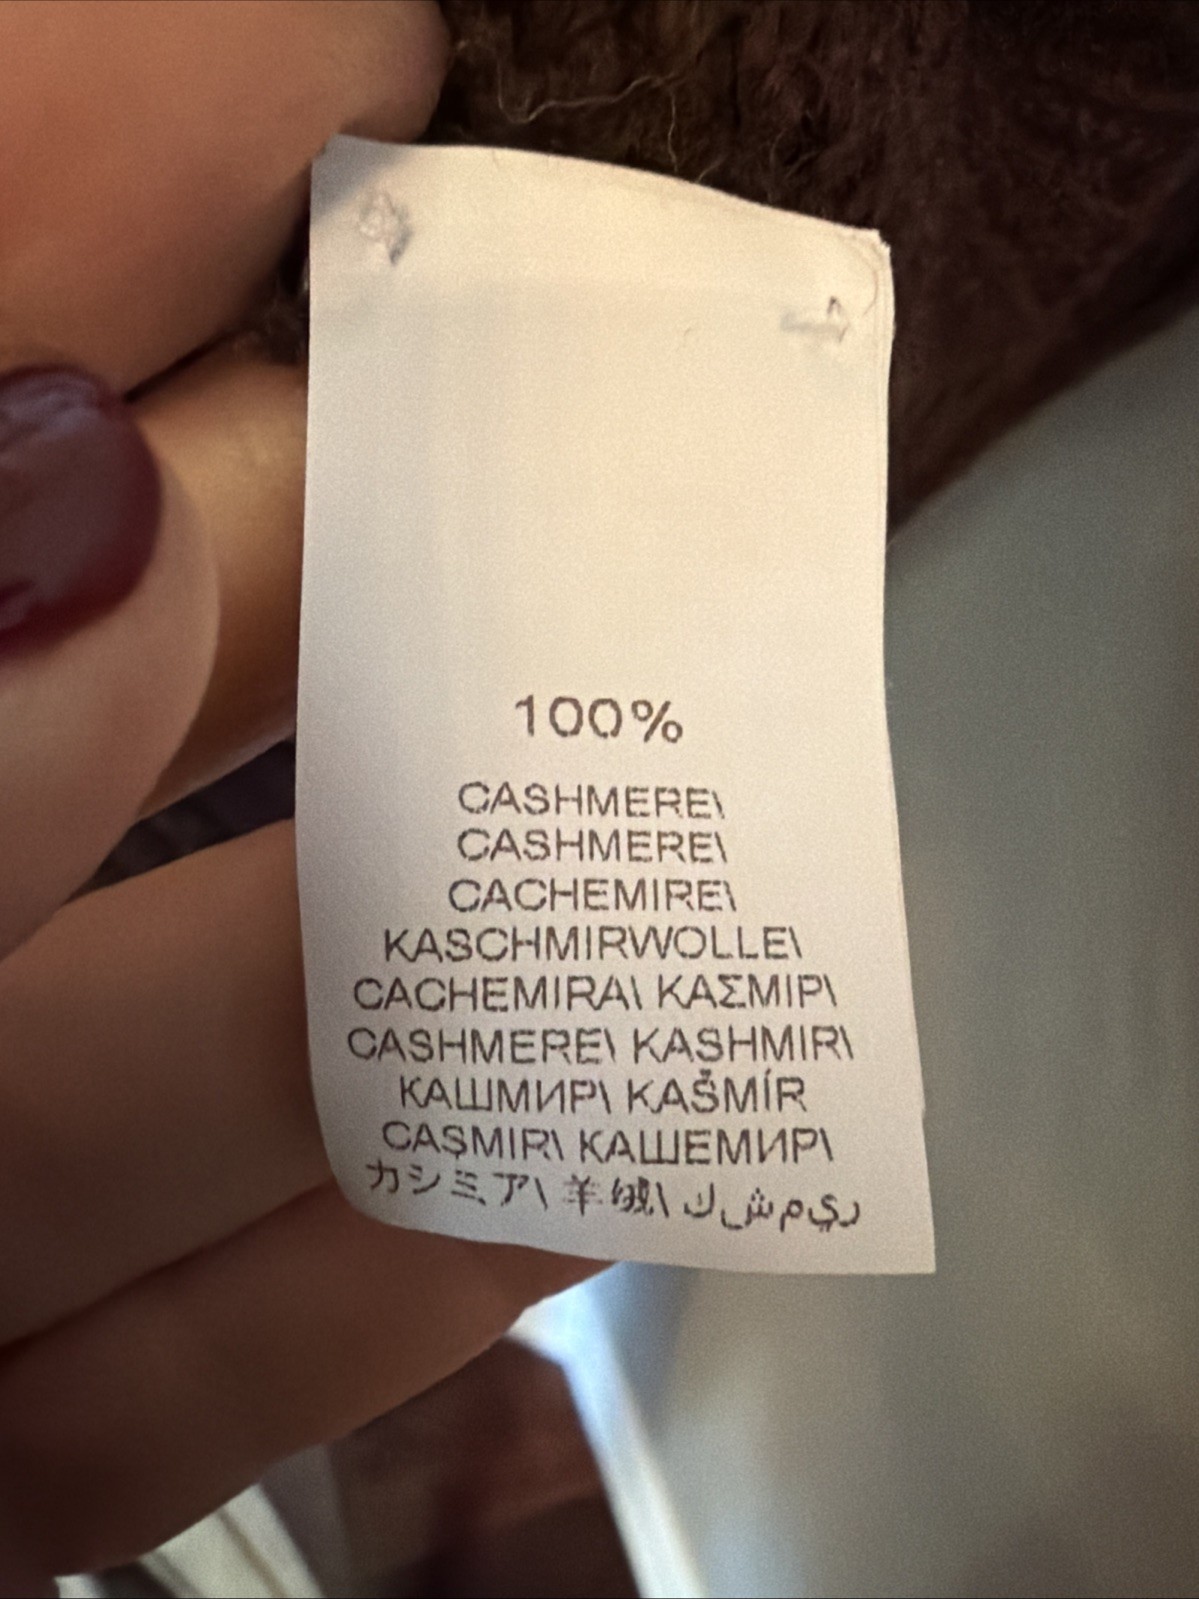 100%
CASHMERE\
CASHMERE\
CACHEMIRE\
KASCHMIRWOLLE\
CACHEMIRA\ ΚΑΣΜΙΡ\
CASHMERE\ KASHMIR\
КАШМИР\ KAŠMÍR
CAŞMIR\ КАШЕМИР\
カシミア\ 羊绒\ ك ش م ي ر